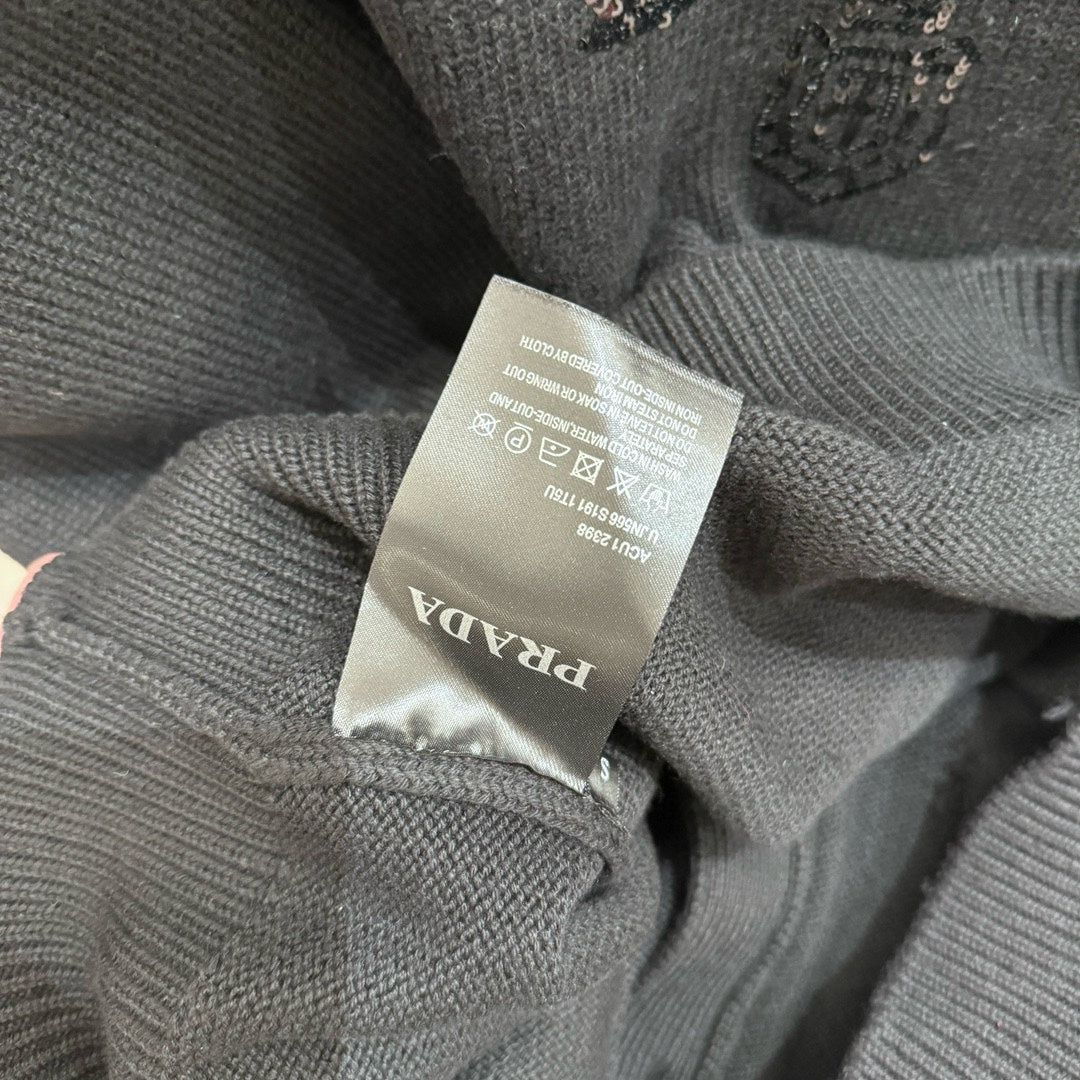 PRADA
ACU1 2398
UJN566 S191 1T5U
WASH IN COLD WATER, INSIDE-OUT AND
SEPARATELY
DO NOT LEAVE IN SOAK OR WRING OUT
DO NOT STEAM IRON
IRON INSIDE-OUT COVERED BY CLOTH
S